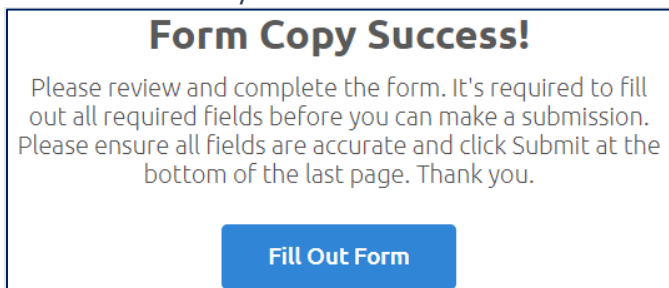 Form Copy Success!
Please review and complete the form. It's required to fill
out all required fields before you can make a submission.
Please ensure all fields are accurate and click Submit at the
bottom of the last page. Thank you.
Fill Out Form